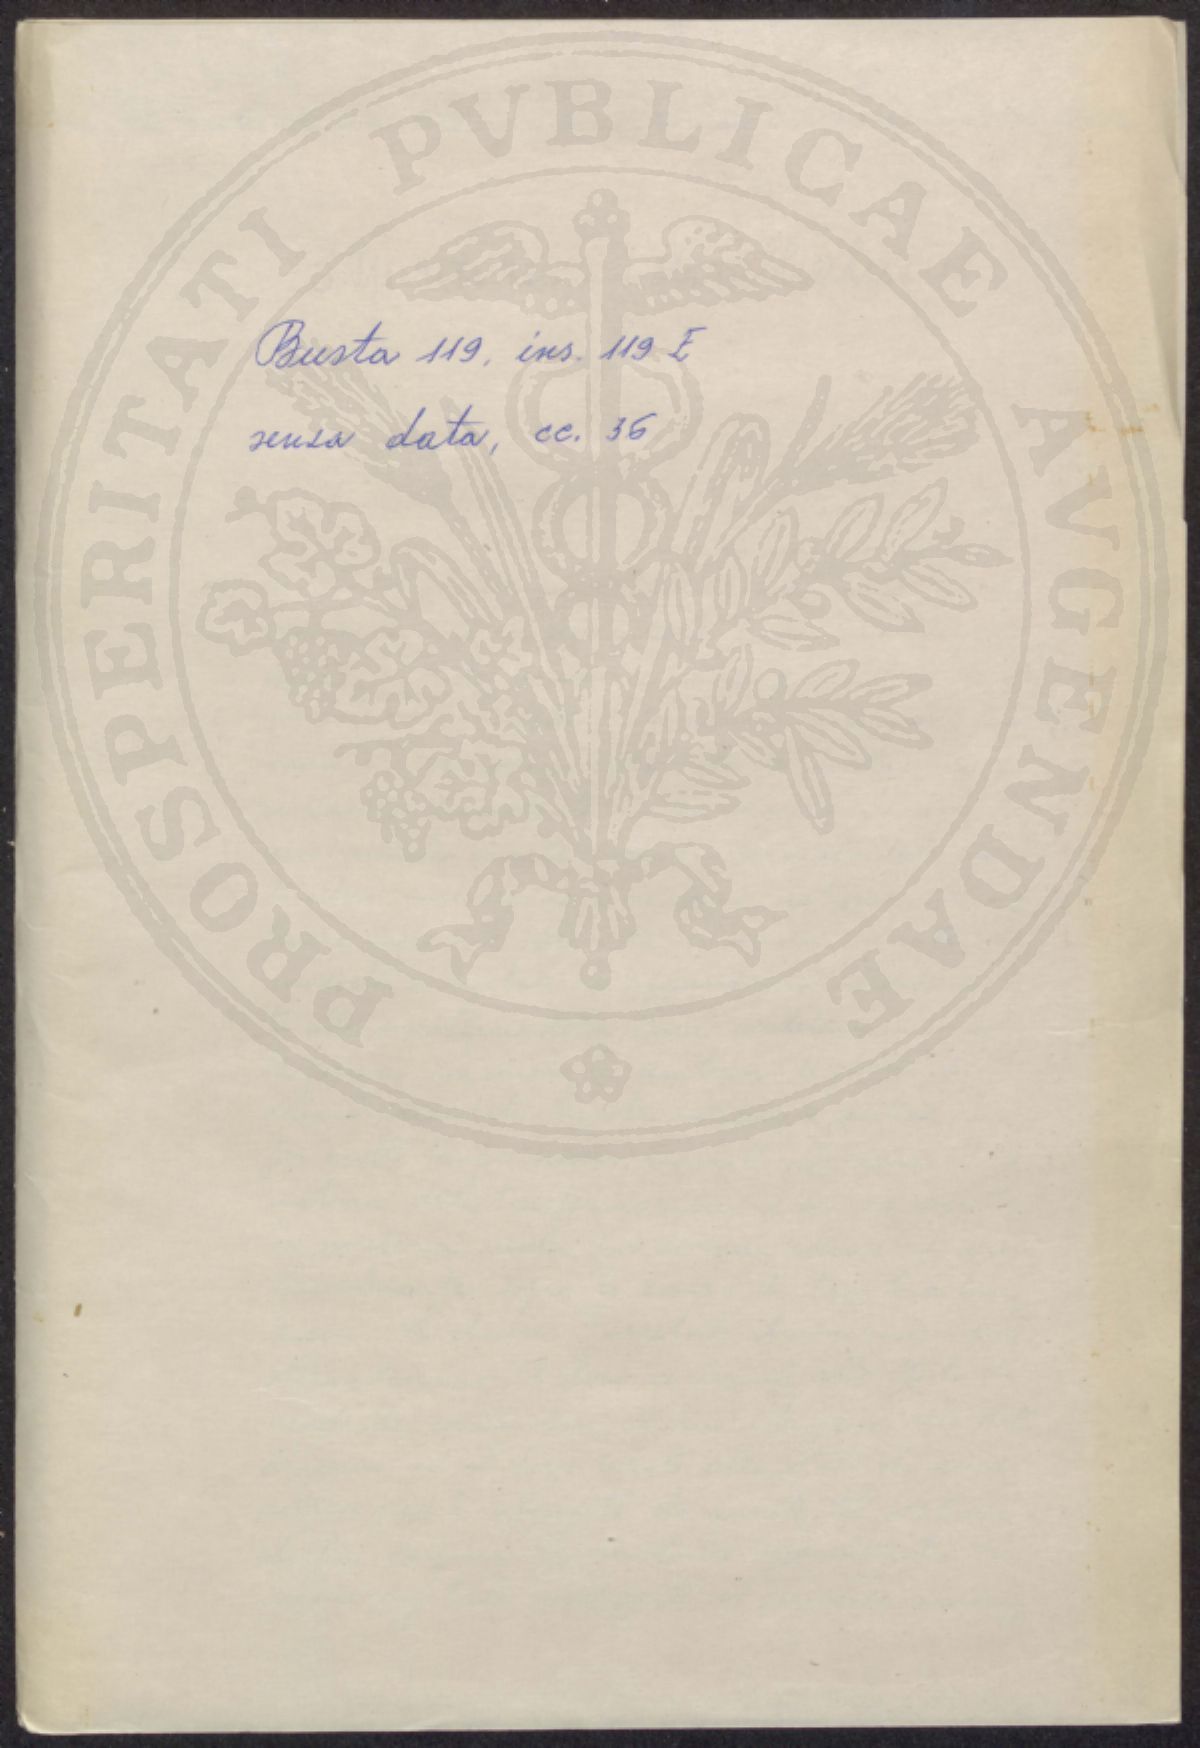 PROSPERITATI PVBLICAE AVGENDAE
Busta 119, ins. 119 E
senza data, cc. 36